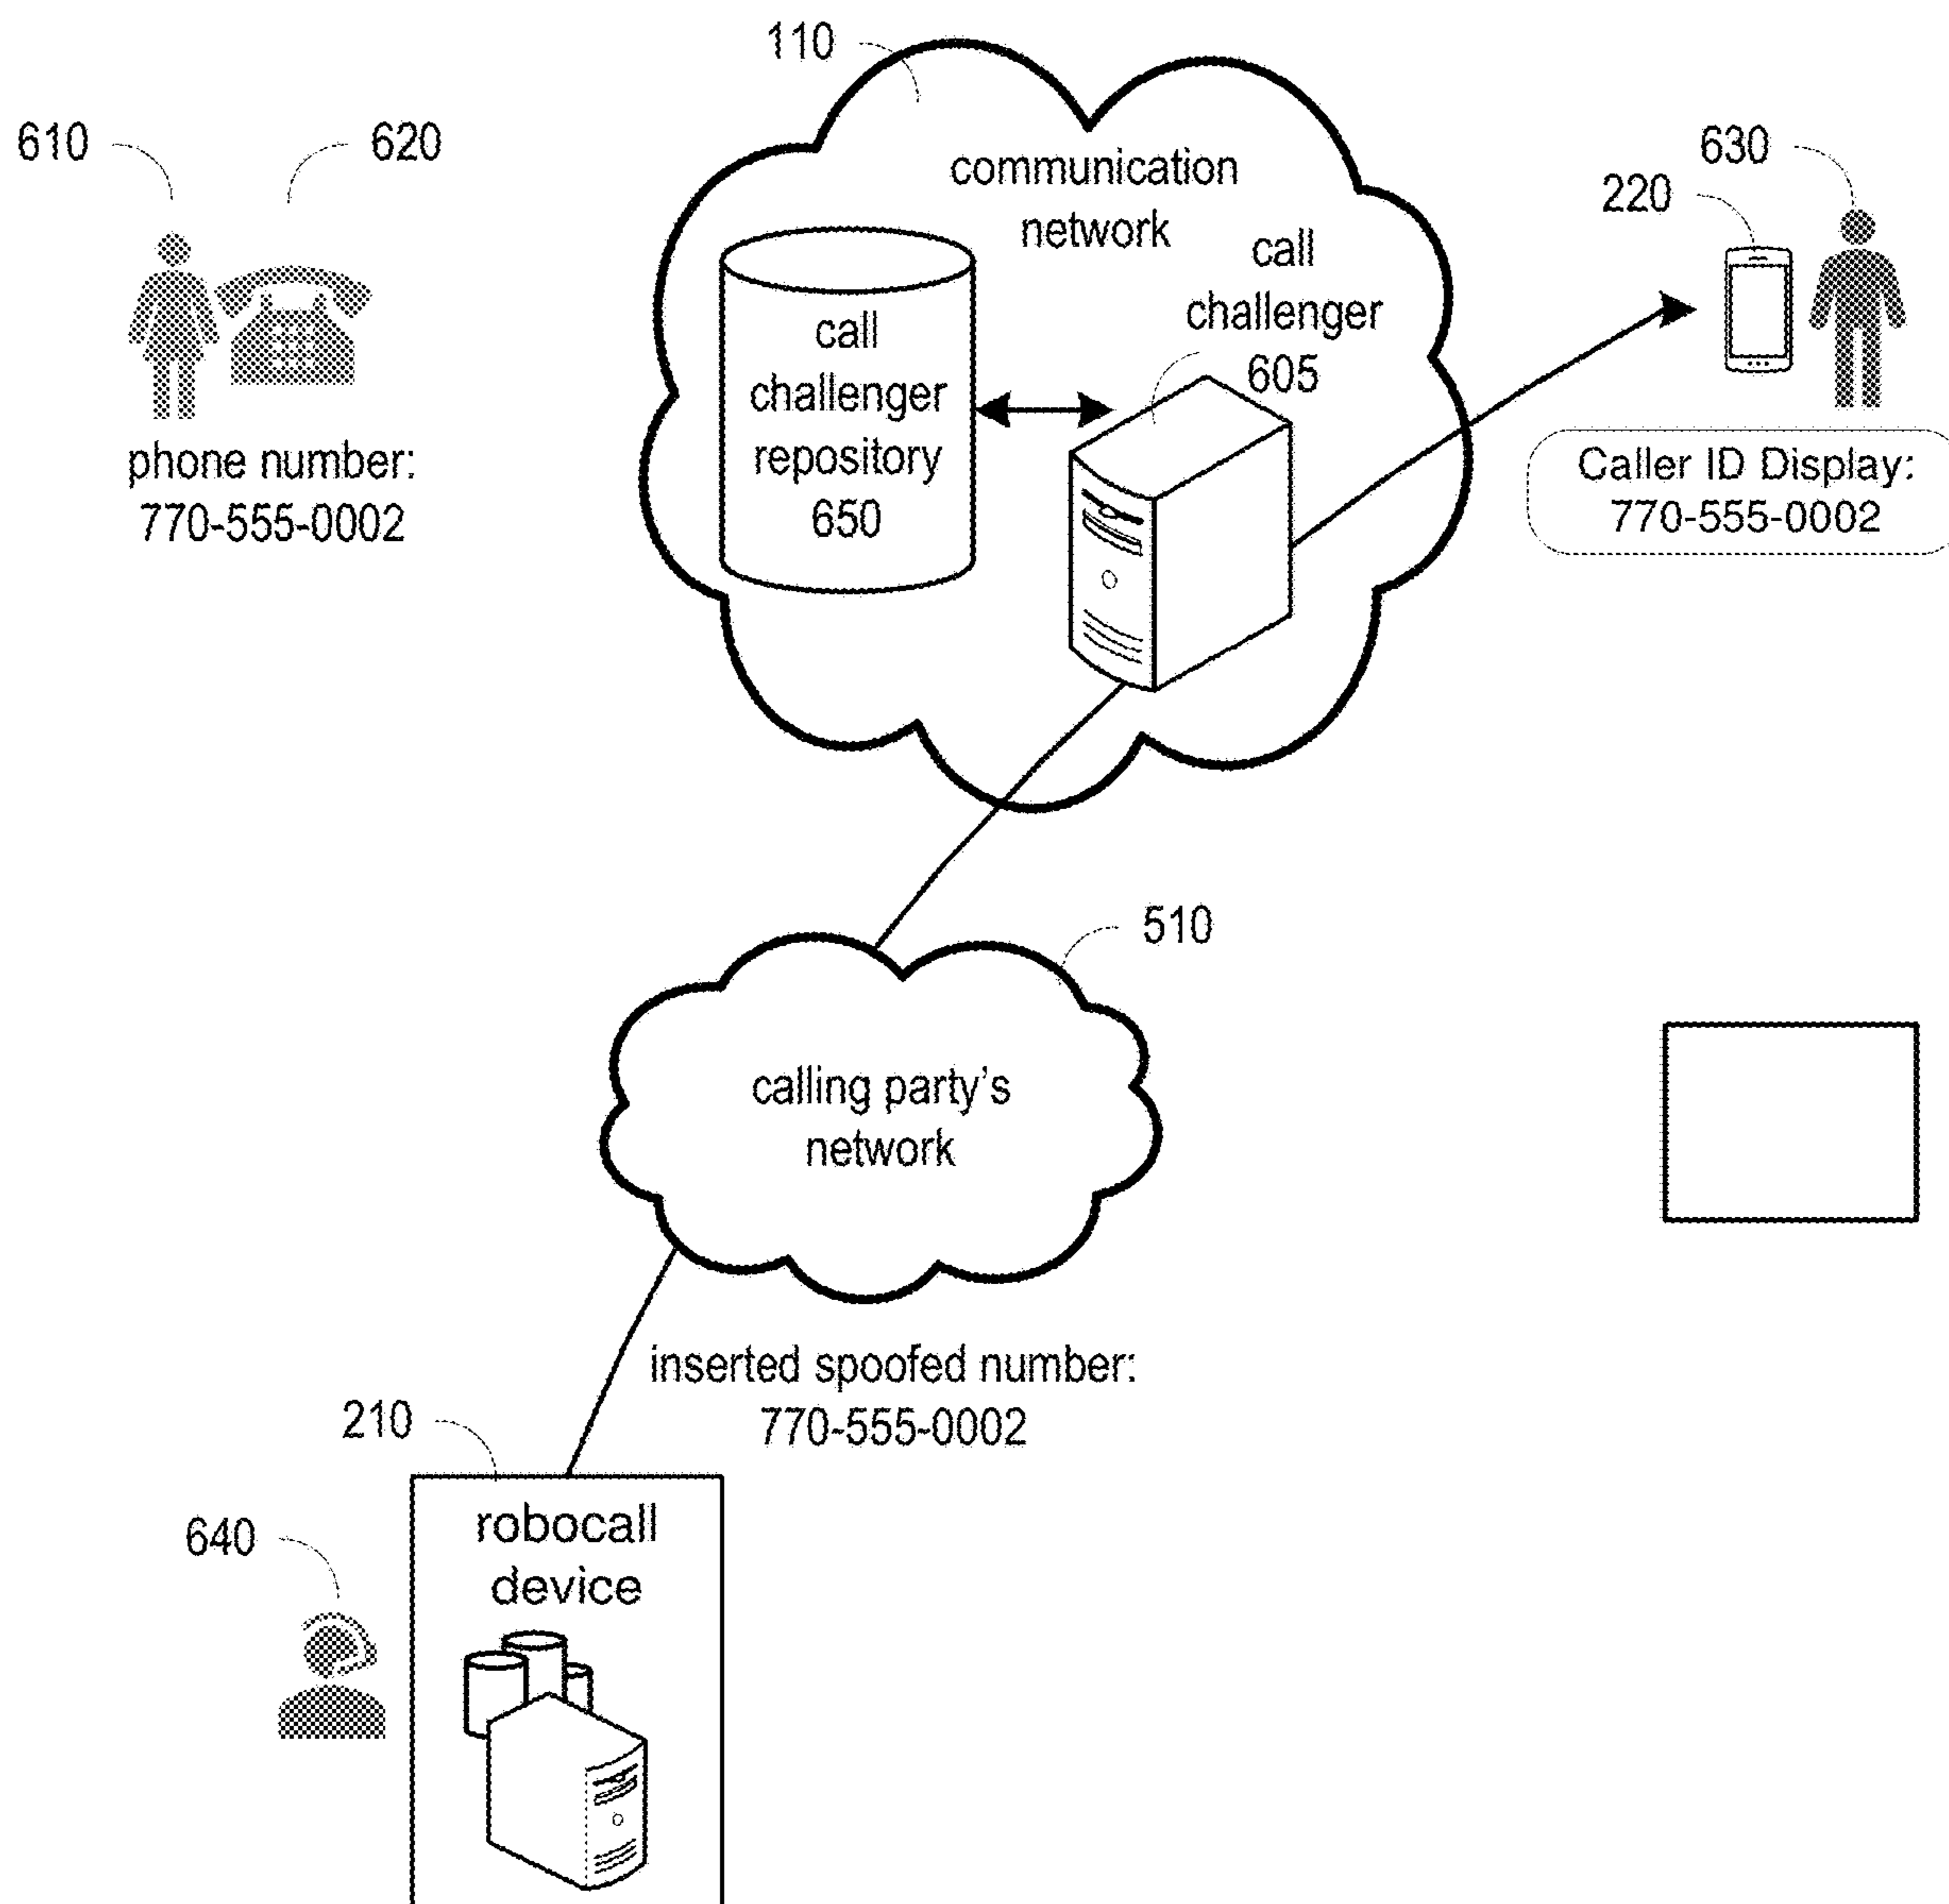 110
610
620
communication
network
630
220
call
challenger
605
call
challenger
repository
650
phone number:
770-555-0002
Caller ID Display:
770-555-0002
510
calling party's
network
inserted spoofed number:
770-555-0002
210
640
robocall
device